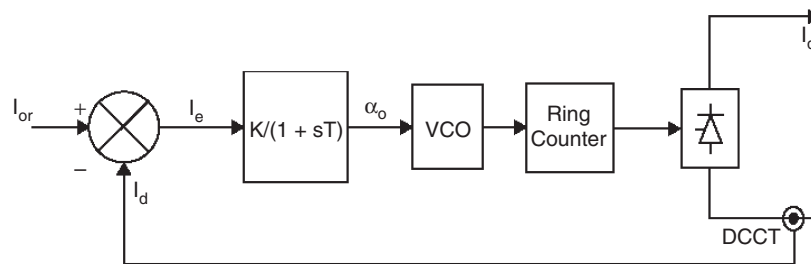 I_or
+
−
I_e
I_d
K/(1 + sT)
α_o
VCO
Ring
Counter
DCCT